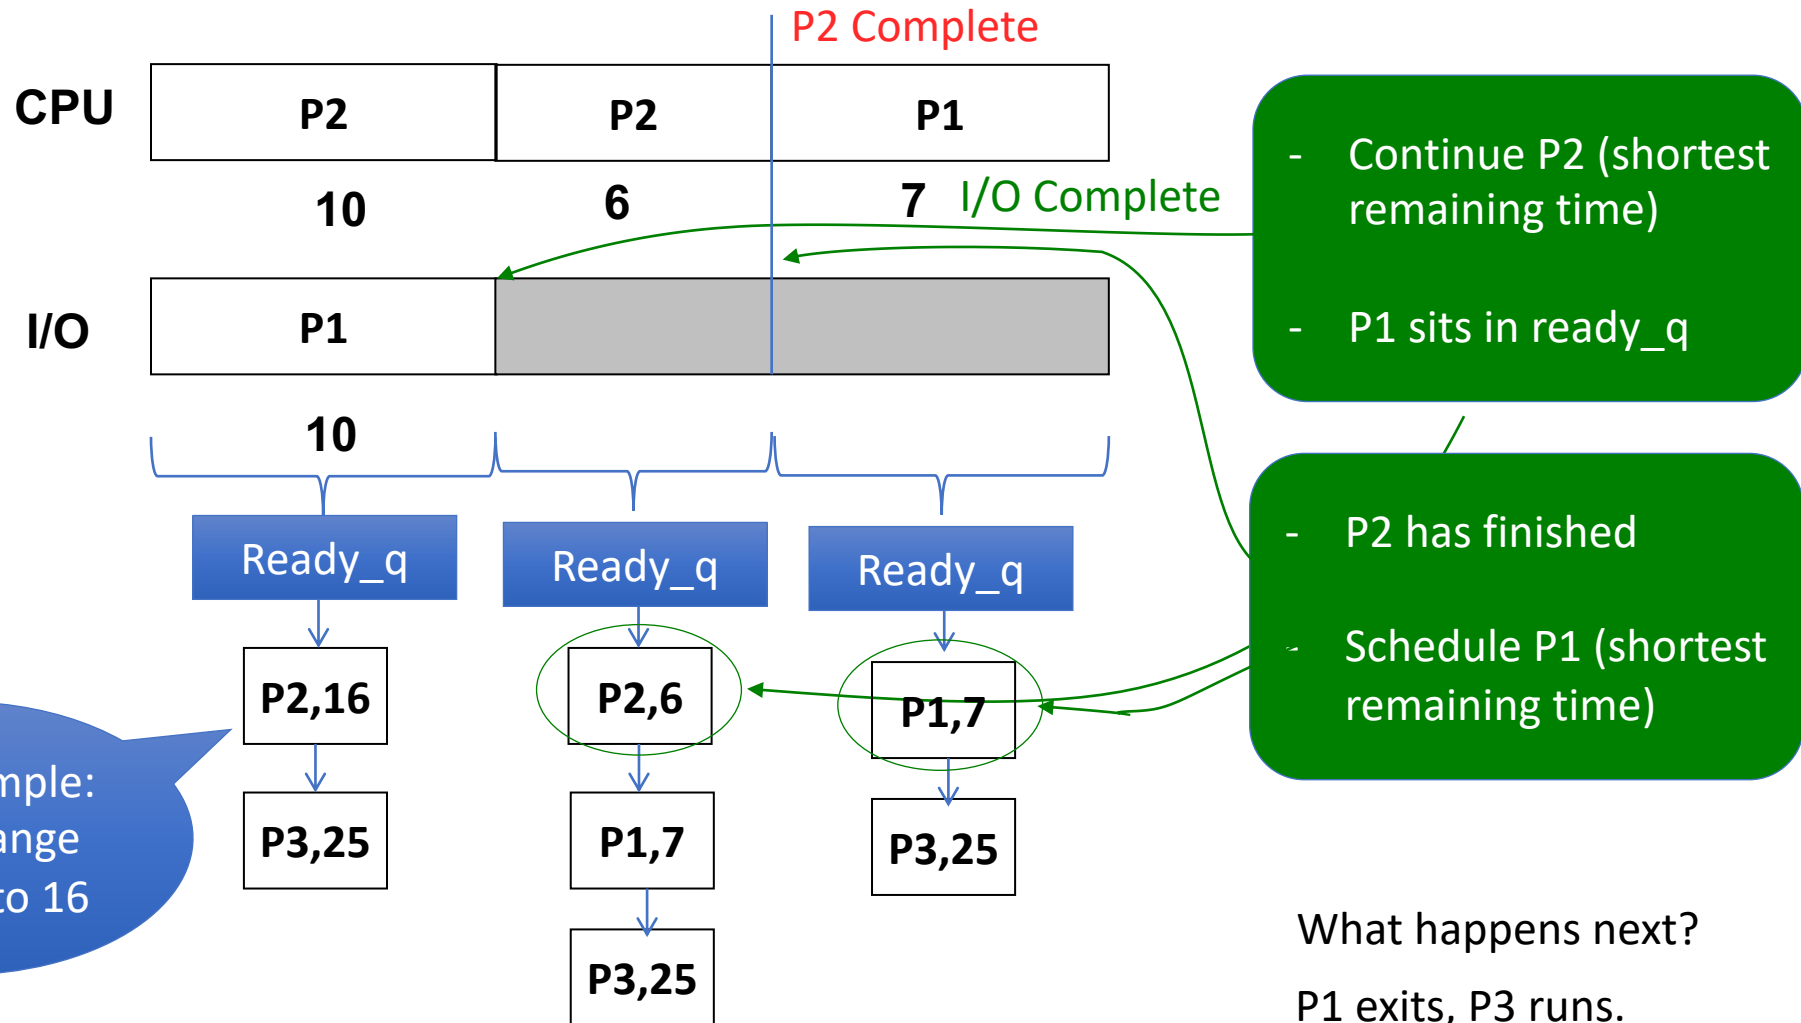 P2 Complete
CPU
P2
P2
P1
10
6
7
I/O Complete
- Continue P2 (shortest
remaining time)
- P1 sits in ready_q
I/O
P1
10
Ready_q
Ready_q
Ready_q
- P2 has finished
- Schedule P1 (shortest
remaining time)
P2,16
P2,6
P1,7
P3,25
P1,7
P3,25
P3,25
to 16
What happens next?
P1 exits, P3 runs.